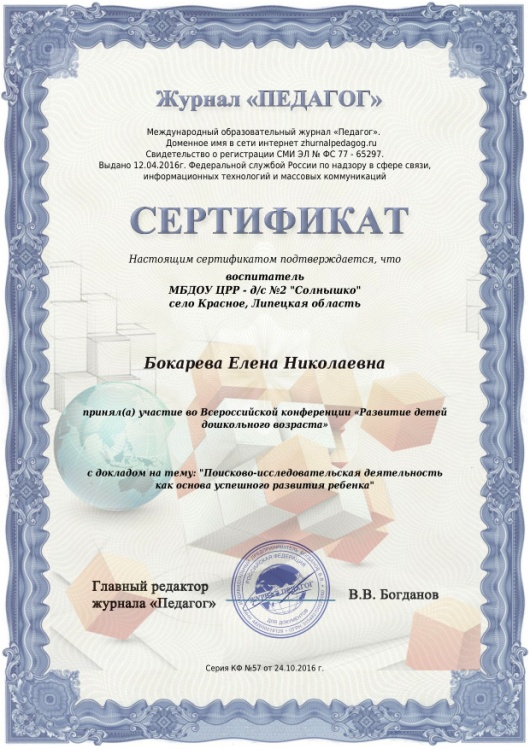 Журнал «ПЕДАГОГ»
Международный образовательный журнал «Педагог».
Доменное имя в сети интернет zhurnalpedagog.ru
Свидетельство о регистрации СМИ ЭЛ № ФС 77 - 65297.
Выдано 12.04.2016г. Федеральной службой России по надзору в сфере связи,
информационных технологий и массовых коммуникаций
СЕРТИФИКАТ
Настоящим сертификатом подтверждается, что
воспитатель
МБДОУ ЦРР - д/с №2 "Солнышко"
село Красное, Липецкая область
Бокарева Елена Николаевна
принял(а) участие во Всероссийской конференции «Развитие детей
дошкольного возраста»
с докладом на тему: "Поисково-исследовательская деятельность
как основа успешного развития ребенка"
РОССИЙСКАЯ ФЕДЕРАЦИЯ
ДЛЯ ДОКУМЕНТОВ
Главный редактор
журнала «Педагог»
В.В. Богданов
Серия КФ №57 от 24.10.2016 г.